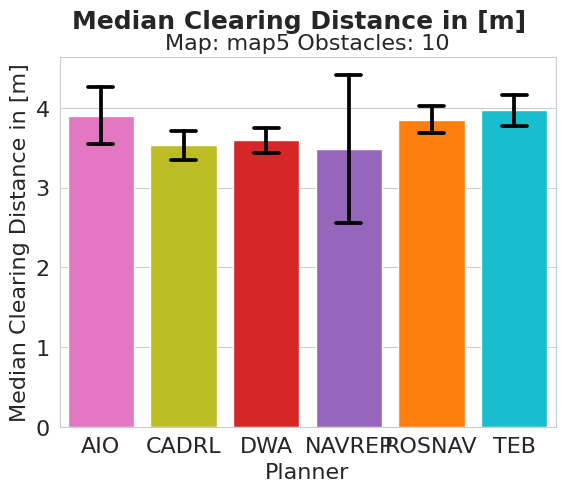 Median Clearing Distance in [m]
Map: map5 Obstacles: 10
Median Clearing Distance in [m]
4
3
2
1
0
AIO CADRL DWA NAVREP ROSNAV TEB
Planner